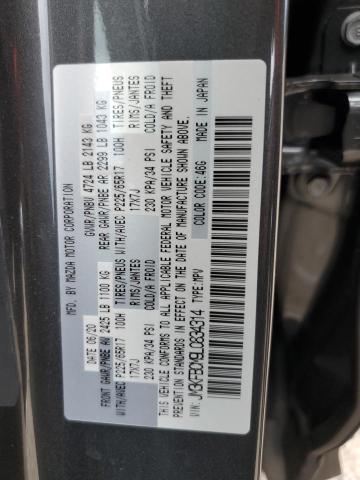 MFD. BY MAZDA MOTOR CORPORATION
DATE 06/20 GVWR/PNBV 4724 LB 2143 KG
FRONT GAWR/PNBE AV 2425 LB 1100 KG REAR GAWR/PNBE AR 2299 LB 1043 KG
WITH/AVEC P225/65R17 100H TIRES/PNEUS WITH/AVEC P225/65R17 100H TIRES/PNEUS
17X7J RIMS/JANTES 17X7J RIMS/JANTES
230 KPA/34 PSI COLD/A FROID 230 KPA/34 PSI COLD/A FROID
THIS VEHICLE CONFORMS TO ALL APPLICABLE FEDERAL MOTOR VEHICLE SAFETY AND THEFT
PREVENTION STANDARDS IN EFFECT ON THE DATE OF MANUFACTURE SHOWN ABOVE.
VIN: JM3KFBDM9L0834314 TYPE: MPV COLOR CODE: 46G MADE IN JAPAN